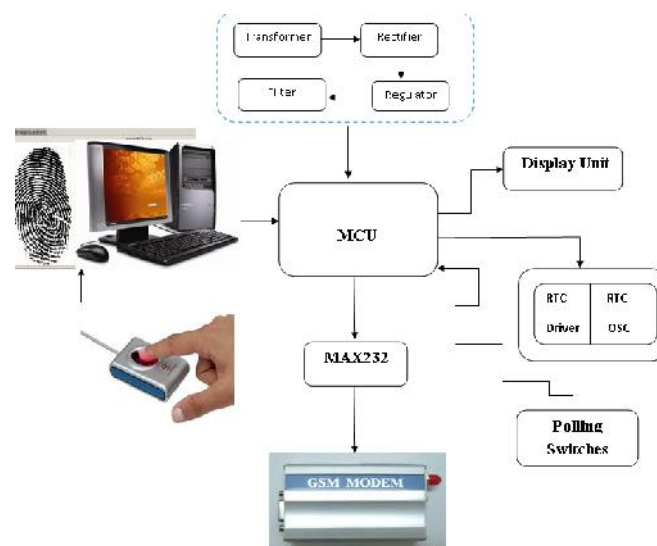 Transformer
Rectifier
Filter
Regulator
Display Unit
MCU
RTC
Driver
RTC
OSC
MAX232
Polling
Switches
GSM MODEM